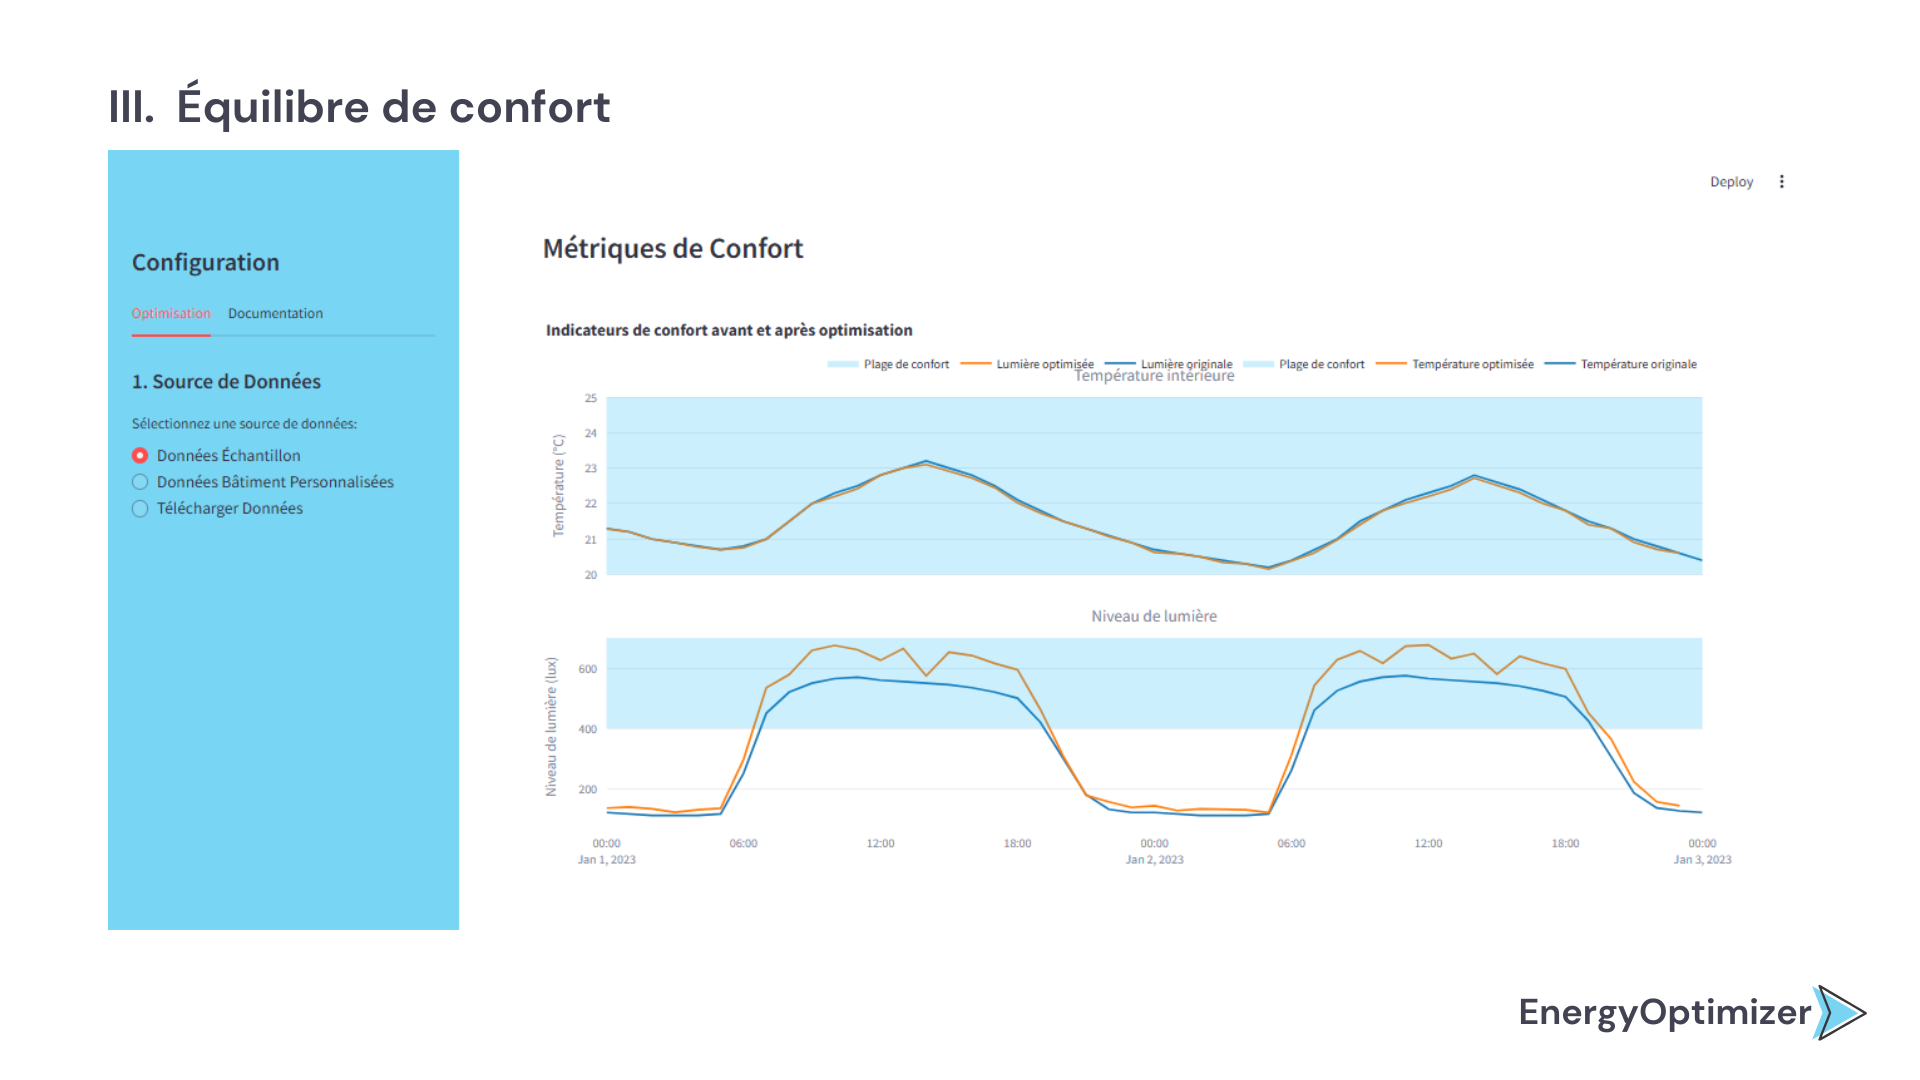 III. Équilibre de confort
Deploy
Configuration
Optimisation Documentation
1. Source de Données
Sélectionnez une source de données:
Données Échantillon
Données Bâtiment Personnalisées
Télécharger Données
Métriques de Confort
Indicateurs de confort avant et après optimisation
Plage de confort Lumière optimisée Lumière originale Plage de confort Température optimisée Température originale
Température intérieure
Température (°C)
25
24
23
22
21
20
Niveau de lumière
Niveau de lumière (lux)
600
400
200
00:00 06:00 12:00 18:00 00:00 06:00 12:00 18:00 00:00
Jan 1, 2023 Jan 2, 2023 Jan 3, 2023
EnergyOptimizer